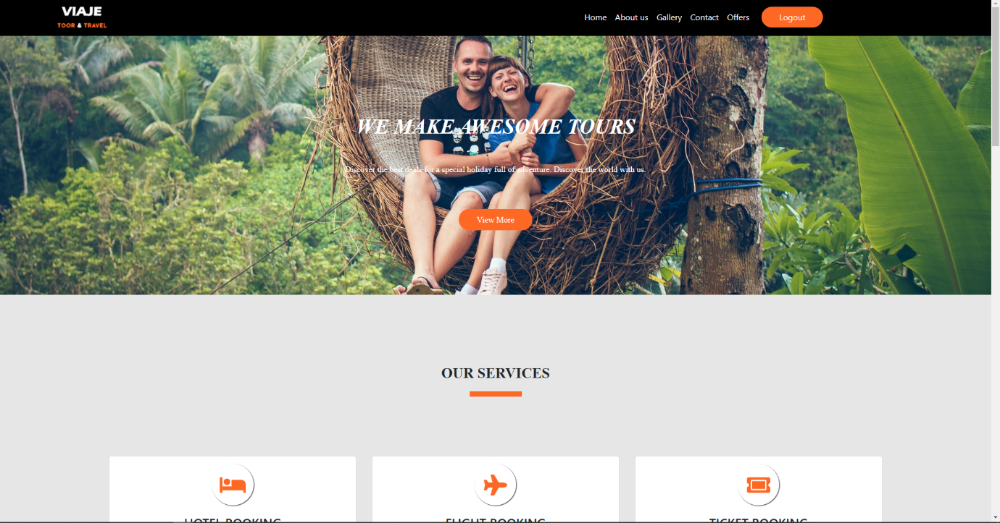 VIAJE
TOOR & TRAVEL
Home About us Gallery Contact Offers Logout
WE MAKE AWESOME TOURS
Discover the best deals for a special holiday full of adventure. Discover the world with us.
View More
OUR SERVICES
HOTEL BOOKING FLIGHT BOOKING TICKET BOOKING